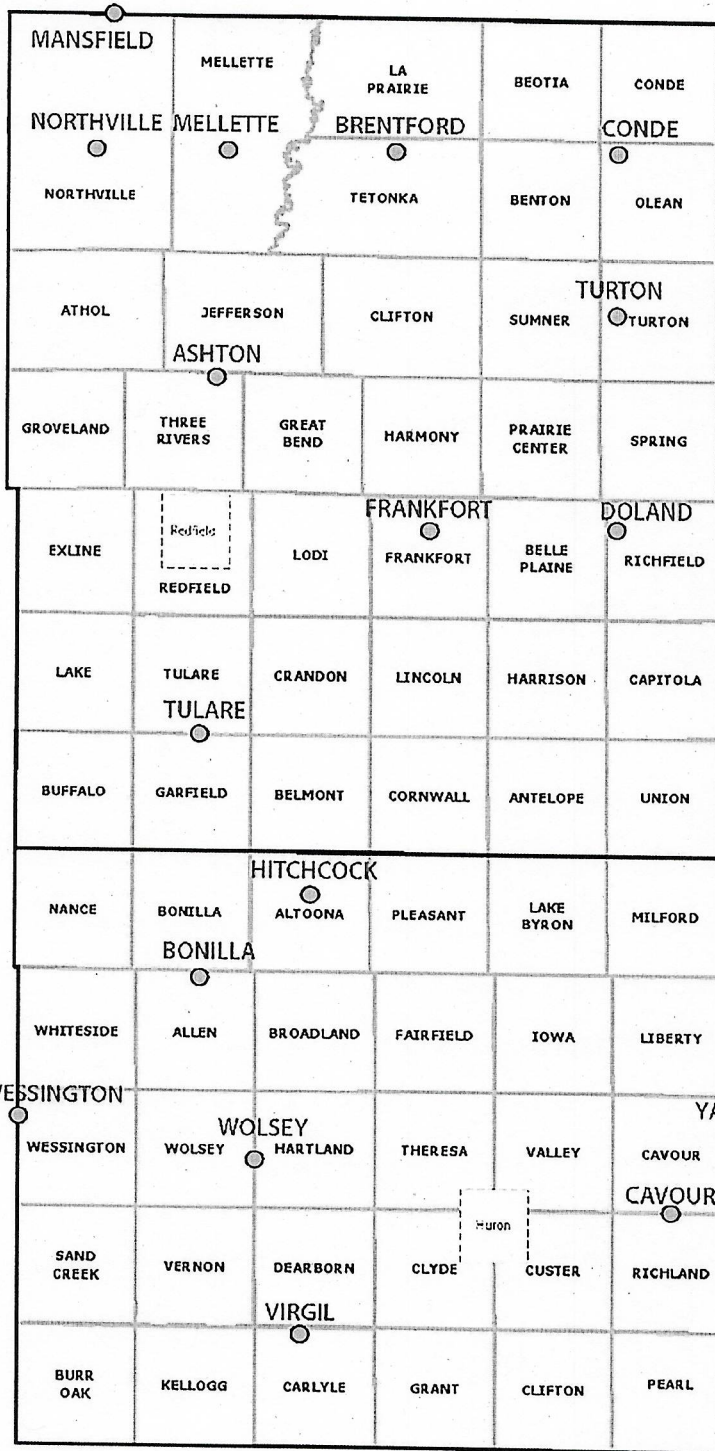 MANSFIELD
MELLETTE
LA
PRAIRIE
BEOTIA
CONDE
NORTHVILLE
MELLETTE
BRENTFORD
CONDE
NORTHVILLE
TETONKA
BENTON
OLEAN
TURTON
ATHOL
JEFFERSON
CLIFTON
SUMNER
TURTON
ASHTON
GROVELAND
THREE
RIVERS
GREAT
BEND
HARMONY
PRAIRIE
CENTER
SPRING
FRANKFORT
DOLAND
Redfield
EXLINE
REDFIELD
LODI
FRANKFORT
BELLE
PLAINE
RICHFIELD
LAKE
TULARE
CRANDON
LINCOLN
HARRISON
CAPITOLA
TULARE
BUFFALO
GARFIELD
BELMONT
CORNWALL
ANTELOPE
UNION
HITCHCOCK
NANCE
BONILLA
ALTOONA
PLEASANT
LAKE
BYRON
MILFORD
BONILLA
WHITESIDE
ALLEN
BROADLAND
FAIRFIELD
IOWA
LIBERTY
ESSINGTON
YA
WOLSEY
WESSINGTON
WOLSEY
HARTLAND
THERESA
VALLEY
CAVOUR
CAVOUR
Huron
SAND
CREEK
VERNON
DEARBORN
CLYDE
CUSTER
RICHLAND
VIRGIL
BURR
OAK
KELLOGG
CARLYLE
GRANT
CLIFTON
PEARL